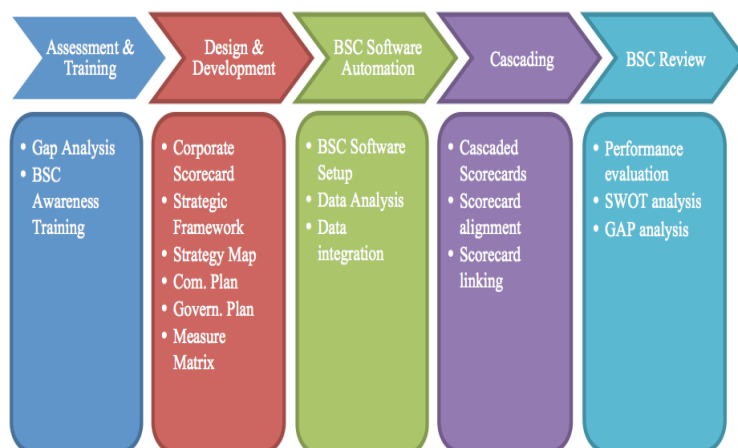 Assessment &
Training
Design &
Development
BSC Software
Automation
Cascading
BSC Review
• Gap Analysis
• BSC
Awareness
Training
• Corporate
Scorecard
• Strategic
Framework
• Strategy Map
• Com. Plan
• Govern. Plan
• Measure
Matrix
• BSC Software
Setup
• Data Analysis
• Data
integration
• Cascaded
Scorecards
• Scorecard
alignment
• Scorecard
linking
• Performance
evaluation
• SWOT analysis
• GAP analysis